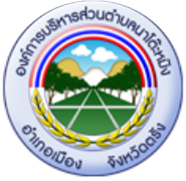 องค์การบริหารส่วนตำบลนาโต๊ะหมิง
อำเภอเมือง จังหวัดตรัง